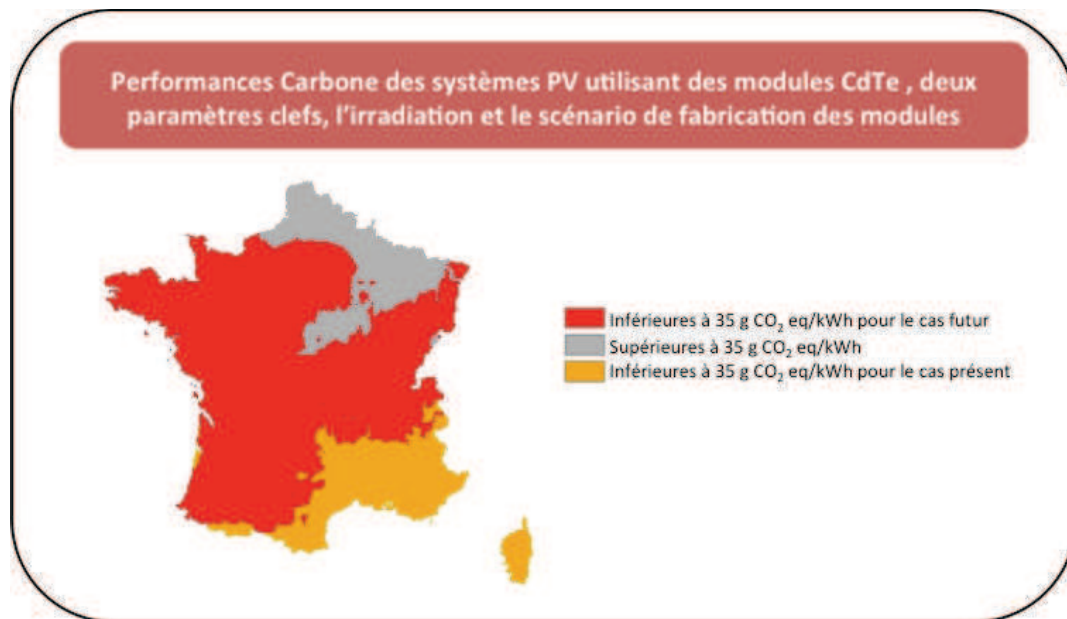 Performances Carbone des systèmes PV utilisant des modules CdTe , deux
paramètres clefs, l'irradiation et le scénario de fabrication des modules
Inférieures à 35 g CO₂ eq/kWh pour le cas futur
Supérieures à 35 g CO₂ eq/kWh
Inférieures à 35 g CO₂ eq/kWh pour le cas présent